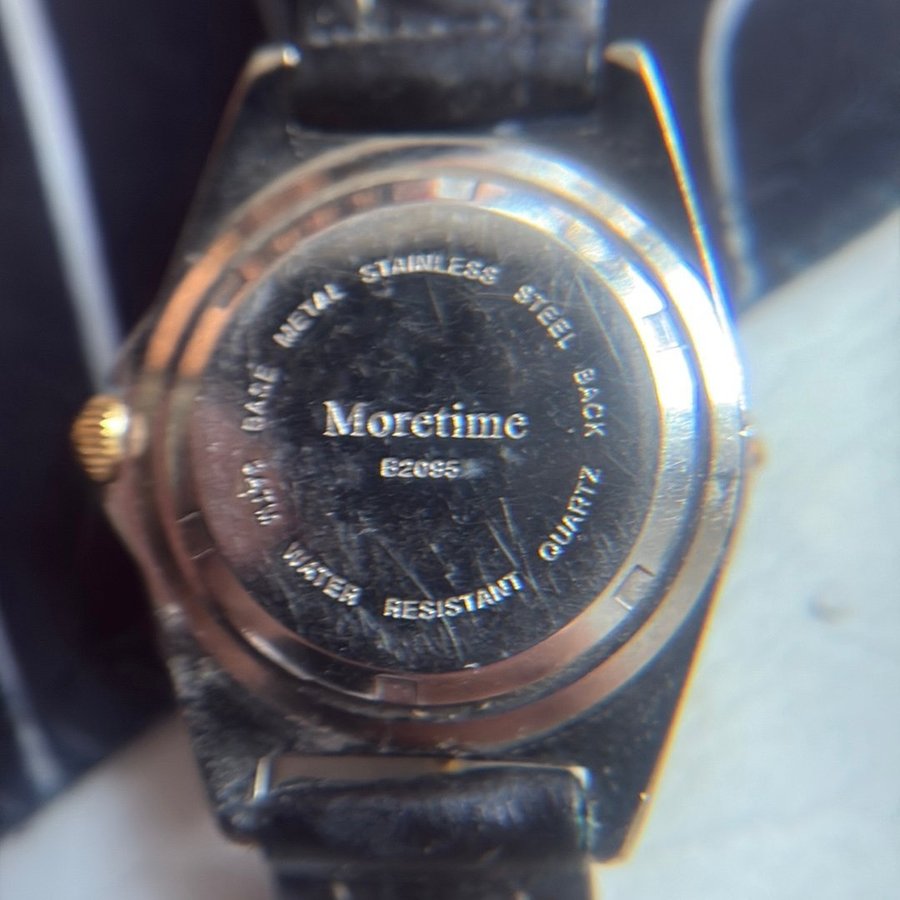 BASE METAL STAINLESS STEEL BACK
Moretime
WATER RESISTANT QUARTZ